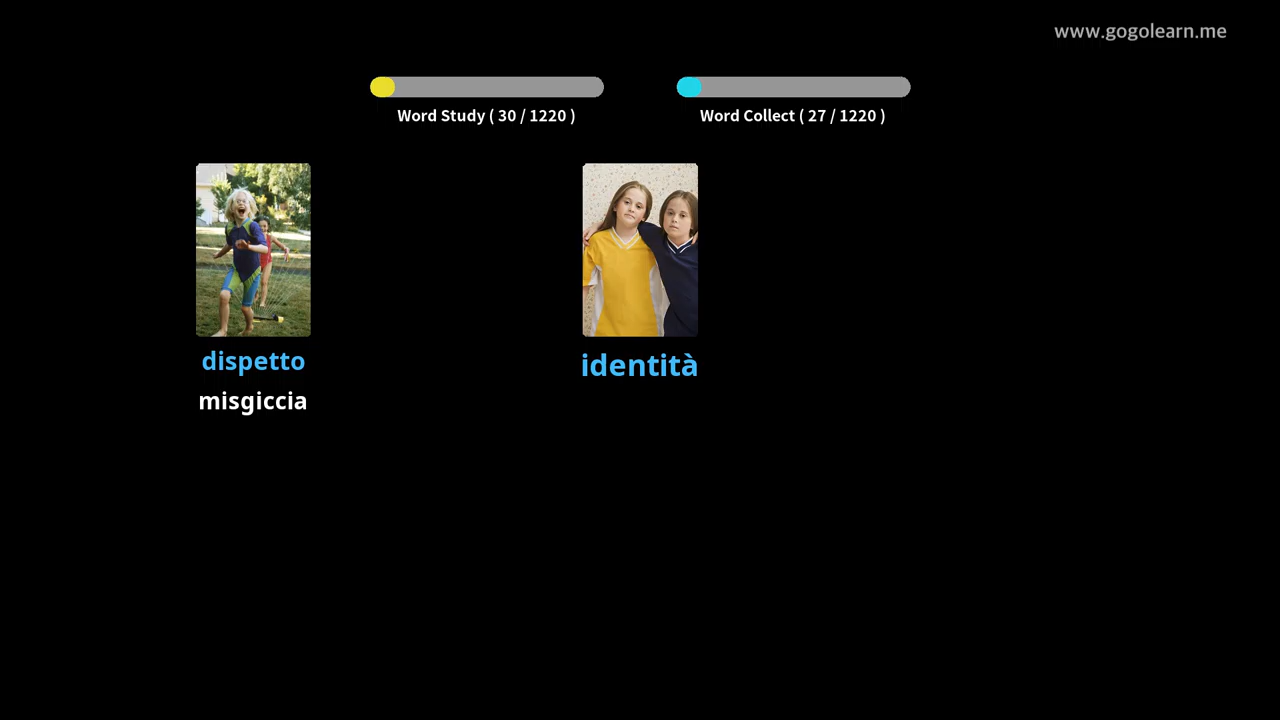 www.gogolearn.me
Word Study ( 30 / 1220 )
Word Collect ( 27 / 1220 )
dispetto
misgiccia
identità